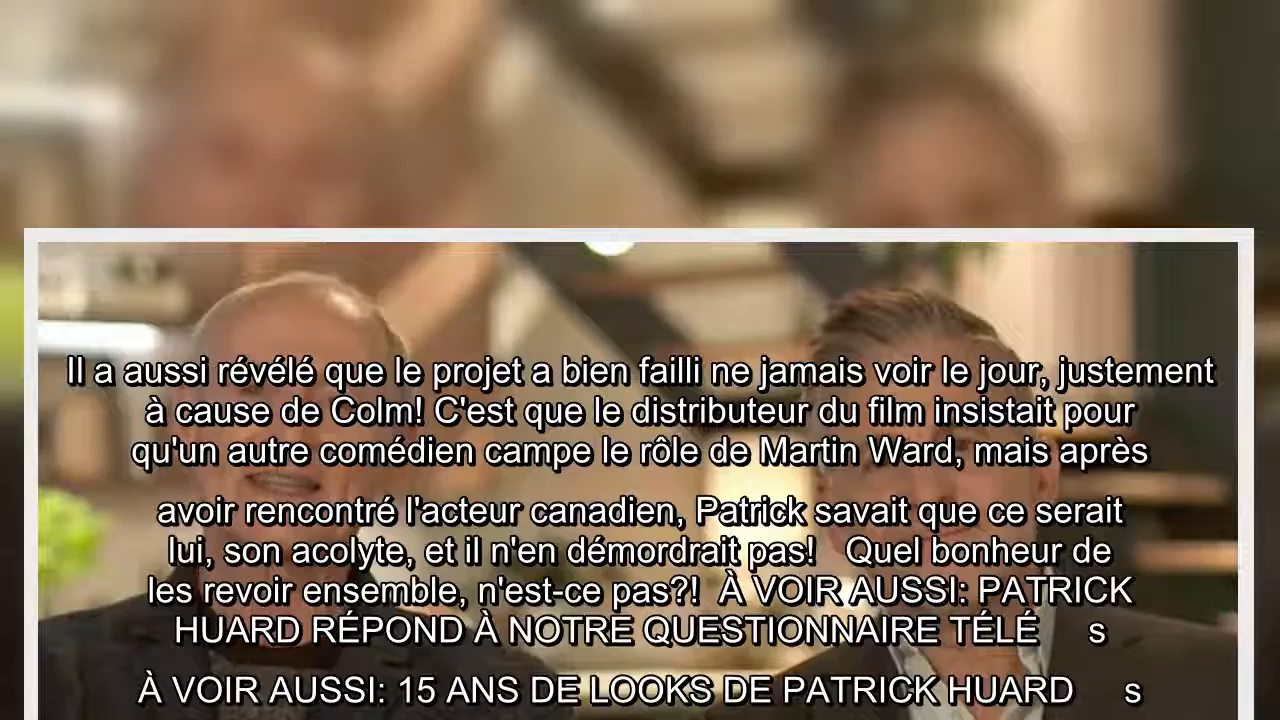 Il a aussi révélé que le projet a bien failli ne jamais voir le jour, justement
à cause de Colm! C'est que le distributeur du film insistait pour
qu'un autre comédien campe le rôle de Martin Ward, mais après
avoir rencontré l'acteur canadien, Patrick savait que ce serait
lui, son acolyte, et il n'en démordrait pas! Quel bonheur de
les revoir ensemble, n'est-ce pas?! À VOIR AUSSI: PATRICK
HUARD RÉPOND À NOTRE QUESTIONNAIRE TÉLÉ s
À VOIR AUSSI: 15 ANS DE LOOKS DE PATRICK HUARD s